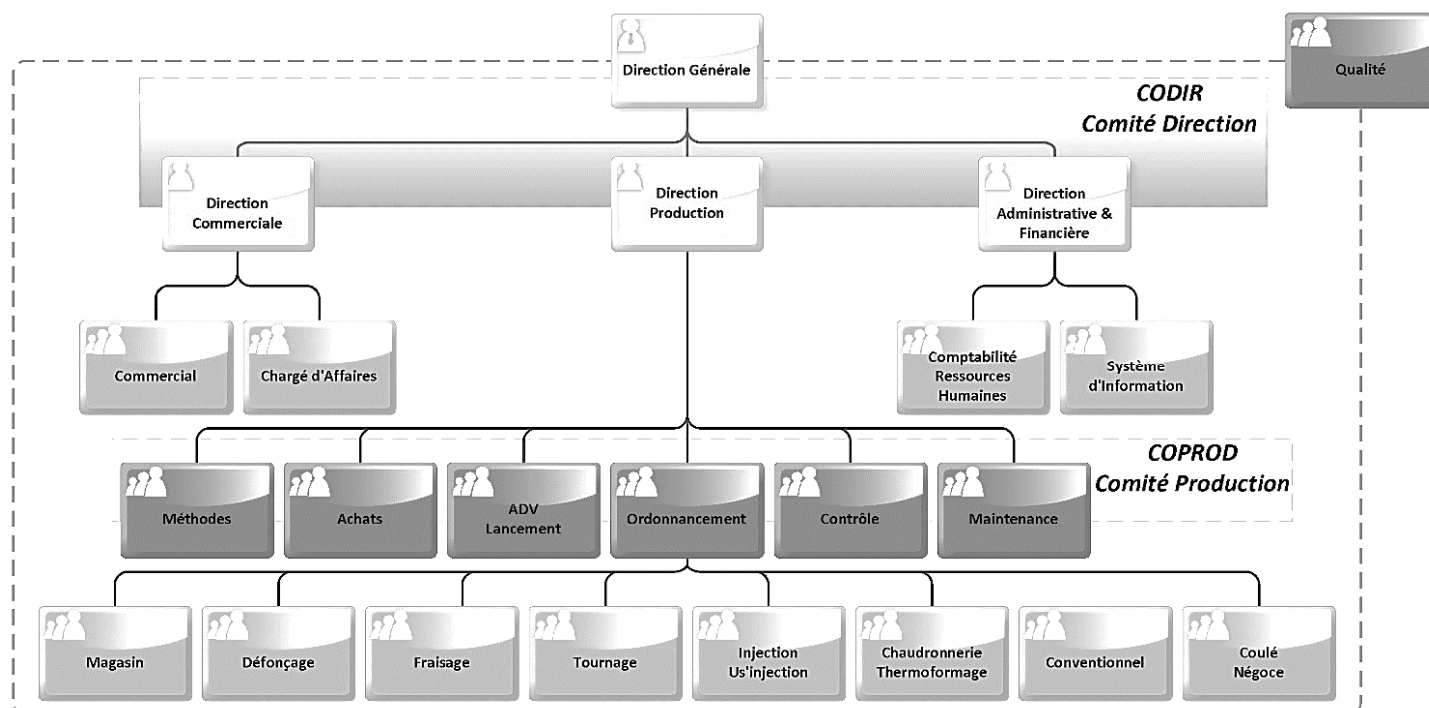 Direction Générale
Qualité
CODIR
Comité Direction
Direction
Commerciale
Direction
Production
Direction
Administrative &
Financière
Commercial
Chargé d'Affaires
Comptabilité
Ressources
Humaines
Système
d'Information
COPROD
Comité Production
Méthodes
Achats
ADV
Lancement
Ordonnancement
Contrôle
Maintenance
Magasin
Défonçage
Fraisage
Tournage
Injection
Us'injection
Chaudronnerie
Thermoformage
Conventionnel
Coulé
Négoce